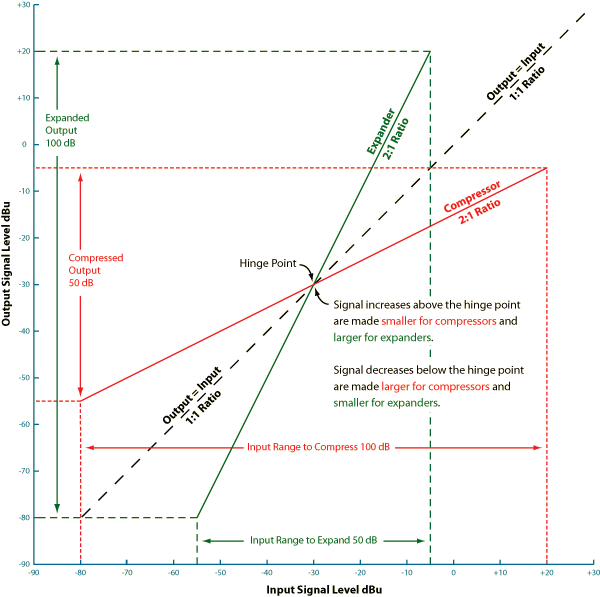 +30
+20
+10
0
-10
-20
-30
-40
-50
-60
-70
-80
-90
Output Signal Level dBu
Expanded
Output
100 dB
Compressed
Output
50 dB
Expander
2:1 Ratio
Output = Input
1:1 Ratio
Compressor
2:1 Ratio
Hinge Point
Signal increases above the hinge point
are made smaller for compressors and
larger for expanders.
Signal decreases below the hinge point
are made larger for compressors and
smaller for expanders.
Output = Input
1:1 Ratio
Input Range to Compress 100 dB
Input Range to Expand 50 dB
-90 -80 -70 -60 -50 -40 -30 -20 -10 0 +10 +20 +30
Input Signal Level dBu